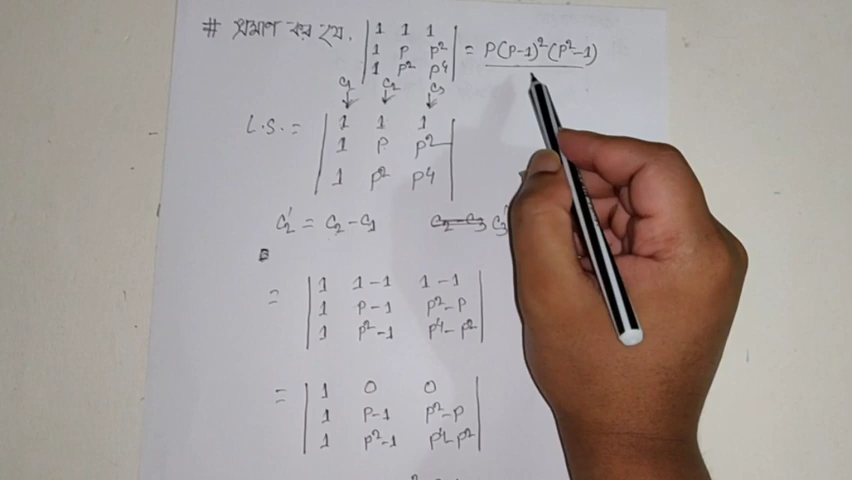 # প্রমাণ কর যে, | 1 1 1 | = P(P-1)²(P²-1)
| 1 P P² |
| 1 P² P⁴ |
C₁ C₂ C₃
L.S. = | 1 1 1 |
| 1 P P² |
| 1 P² P⁴ |
C₂' = C₂ - C₁ C₃'
= | 1 1-1 1-1 |
| 1 P-1 P²-P |
| 1 P²-1 P⁴-P² |
= | 1 0 0 |
| 1 P-1 P²-P |
| 1 P²-1 P⁴-P² |